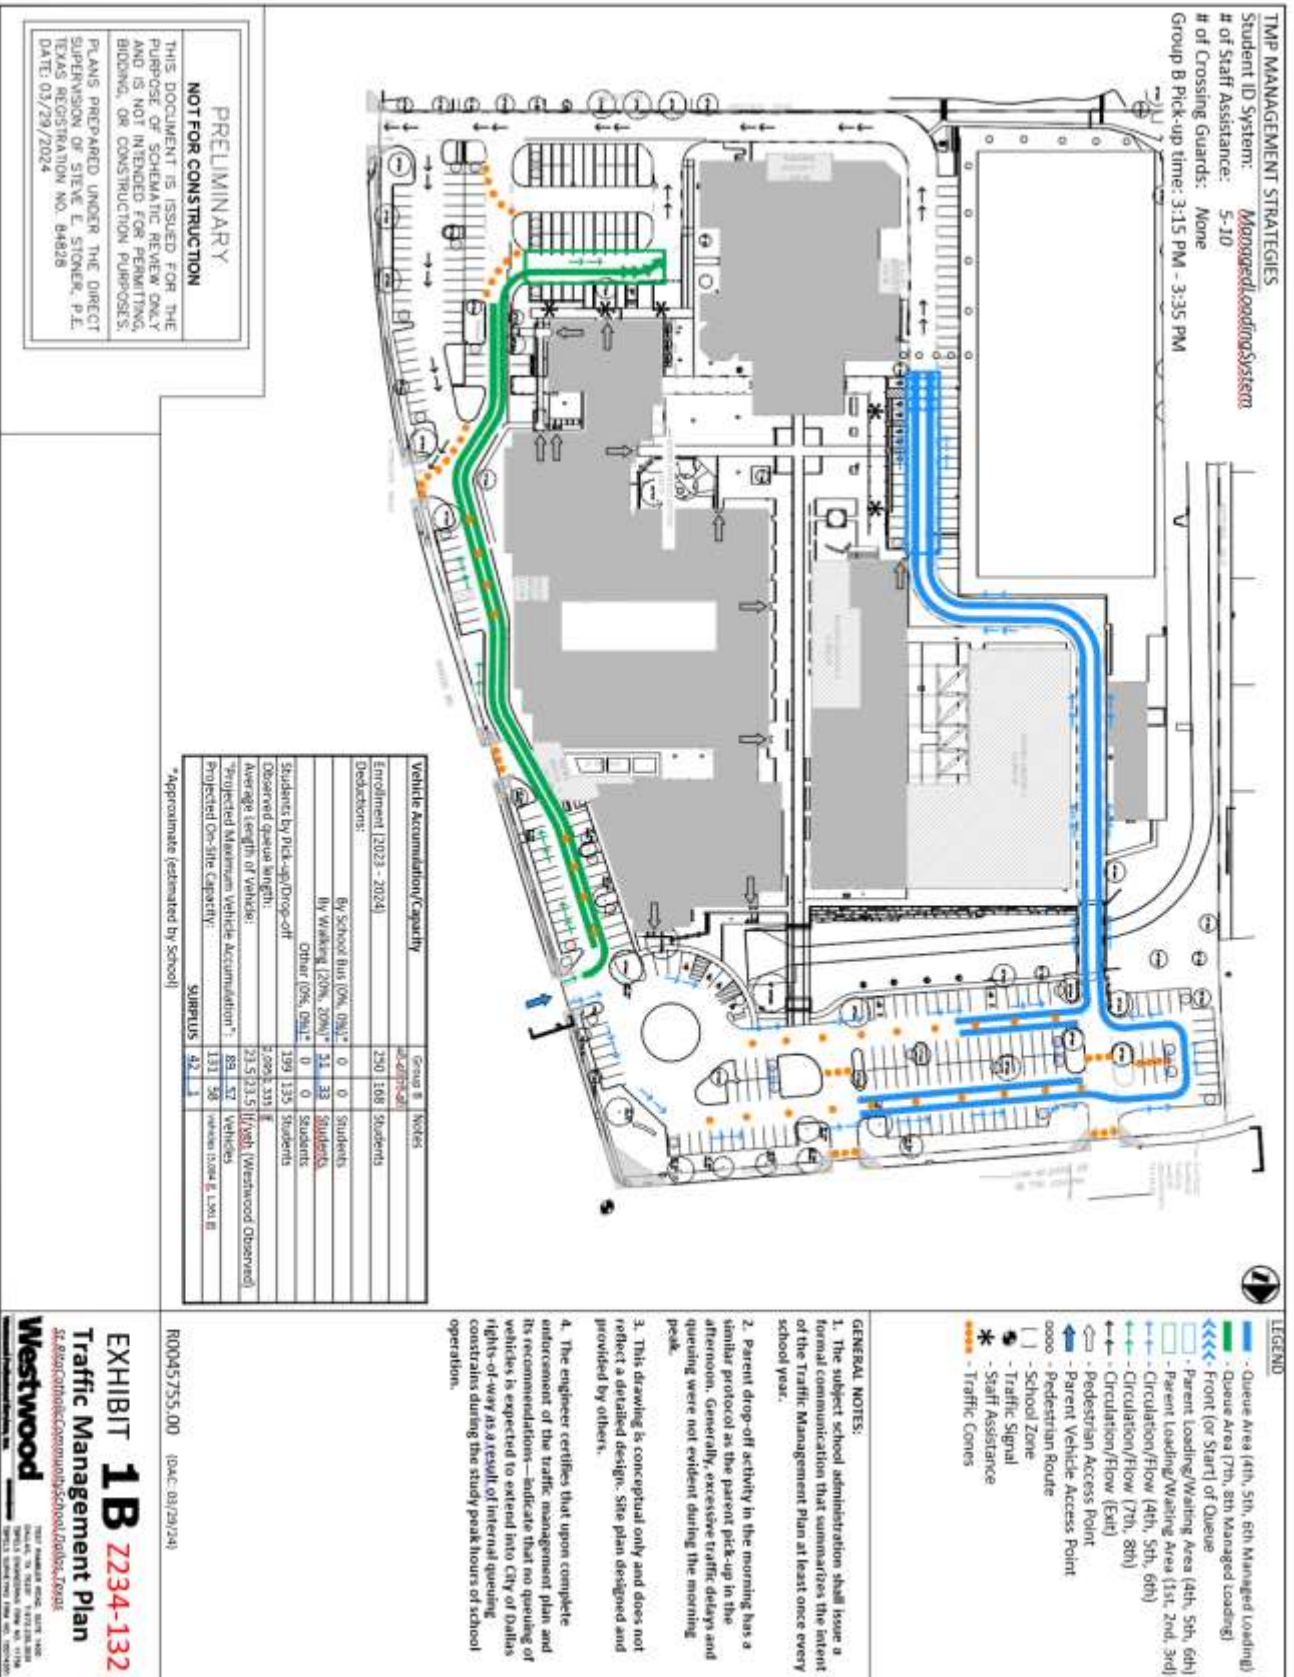 TMP MANAGEMENT STRATEGIES
Student ID System: ManagedLoadingSystem
# of Staff Assistance: 5-10
# of Crossing Guards: None
Group B Pick-up time: 3:15 PM - 3:35 PM
PRELIMINARY
NOT FOR CONSTRUCTION
THIS DOCUMENT IS ISSUED FOR THE
PURPOSE OF SCHEMATIC REVIEW ONLY
AND IS NOT INTENDED FOR PERMITTING,
BIDDING, OR CONSTRUCTION PURPOSES.
PLANS PREPARED UNDER THE DIRECT
SUPERVISION OF STEVE E. STONER, P.E.
TEXAS REGISTRATION NO. 84828
DATE: 03/29/2024
Vehicle Accumulation/Capacity Group B Notes
Enrollment (2023 - 2024) 250 168 Students
Deductions:
By School Bus (0%, 0%)* 0 0 Students
By Walking (20%, 20%)* 51 33 Students
Other (0%, 0%)* 0 0 Students
Students by Pick-up/Drop-off 199 135 Students
Observed queue length:
Average Length of Vehicle: 23.5 23.5 lf/veh (Westwood Observed)
"Projected Maximum Vehicle Accumulation": 89 57 Vehicles
Projected On-Site Capacity: 131 58
SURPLUS 42 1
*Approximate (estimated by School)
LEGEND
- Queue Area (4th, 5th, 6th Managed Loading)
- Queue Area (7th, 8th Managed Loading)
- Front (or Start) of Queue
- Parent Loading/Waiting Area (4th, 5th, 6th)
- Parent Loading/Waiting Area (1st, 2nd, 3rd)
- Circulation/Flow (4th, 5th, 6th)
- Circulation/Flow (7th, 8th)
- Circulation/Flow (Exit)
- Pedestrian Access Point
- Parent Vehicle Access Point
- Pedestrian Route
- School Zone
- Traffic Signal
- Staff Assistance
- Traffic Cones
GENERAL NOTES:
1. The subject school administration shall issue a
formal communication that summarizes the intent
of the Traffic Management Plan at least once every
school year.
2. Parent drop-off activity in the morning has a
similar protocol as the parent pick-up in the
afternoon. Generally, excessive traffic delays and
queuing were not evident during the morning
peak.
3. This drawing is conceptual only and does not
reflect a detailed design. Site plan designed and
provided by others.
4. The engineer certifies that upon complete
enforcement of the traffic management plan and
its recommendations—indicate that no queuing of
vehicles is expected to extend into City of Dallas
rights-of-way as a result of internal queuing
constrains during the study peak hours of school
operation.
R0045755.00 (DAC: 03/29/24)
EXHIBIT 1B Z234-132
Traffic Management Plan
St.RitaCatholicCommunitySchool,Dallas,Texas
Westwood